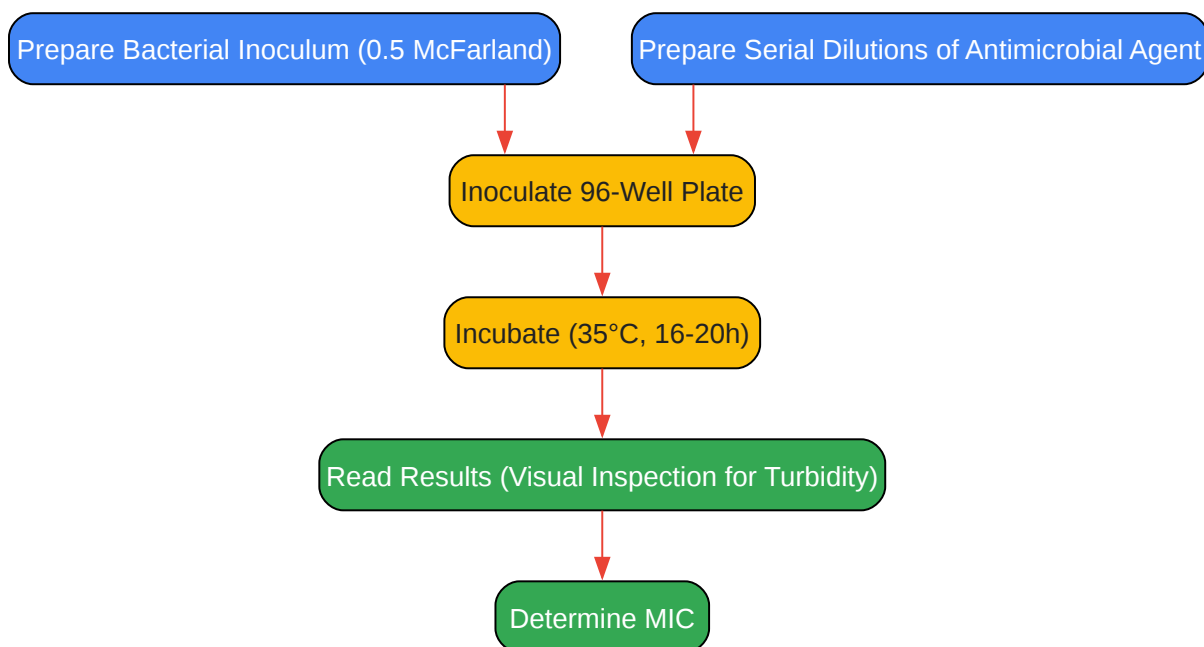 Prepare Bacterial Inoculum (0.5 McFarland)
Prepare Serial Dilutions of Antimicrobial Agent
Inoculate 96-Well Plate
Incubate (35°C, 16-20h)
Read Results (Visual Inspection for Turbidity)
Determine MIC